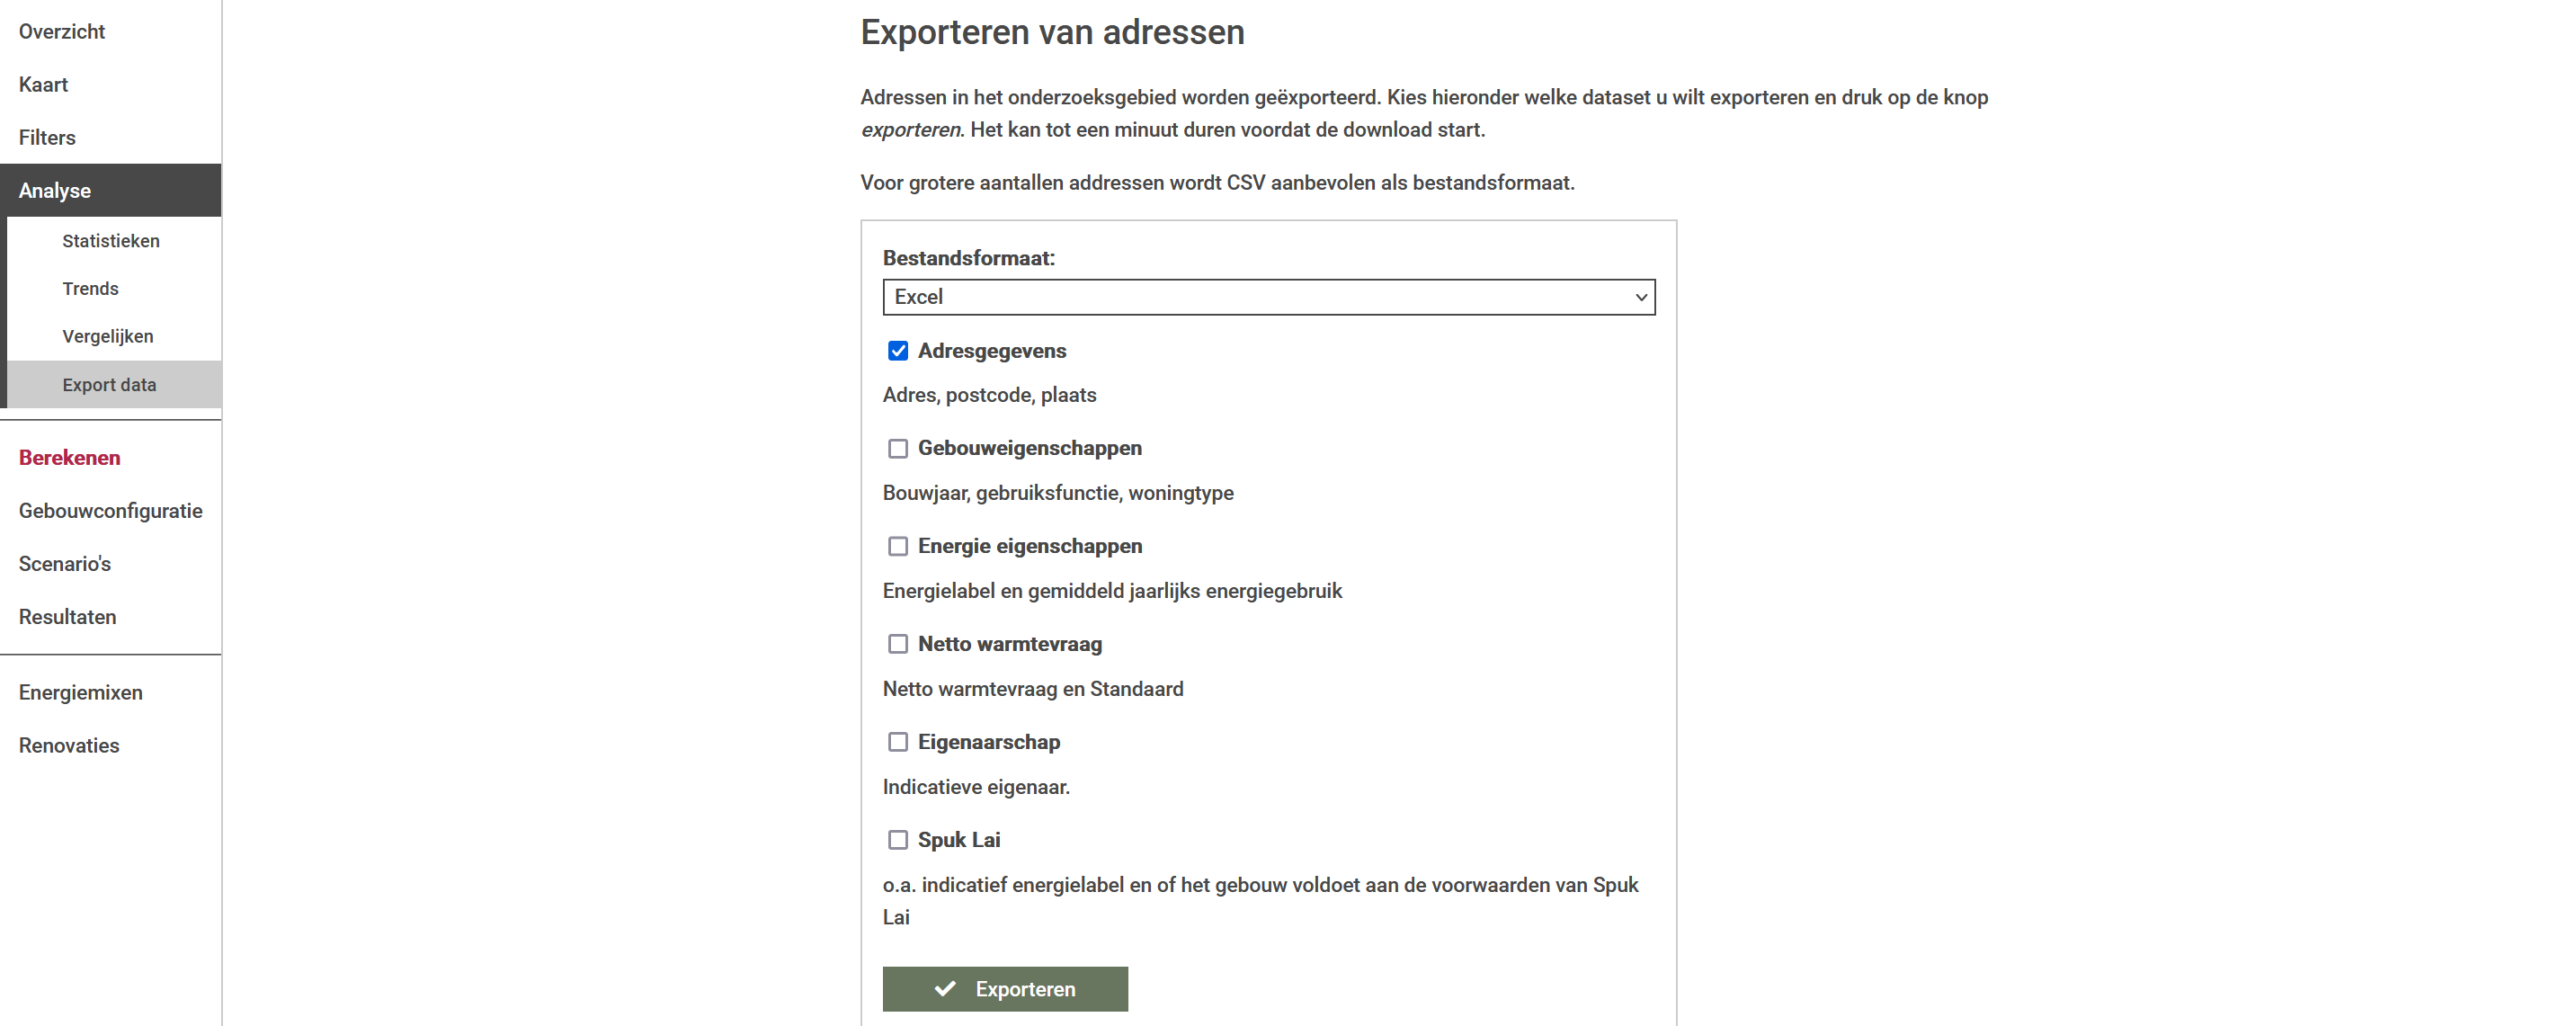 Overzicht
Kaart
Filters
Analyse
Statistieken
Trends
Vergelijken
Export data
Berekenen
Gebouwconfiguratie
Scenario's
Resultaten
Energiemixen
Renovaties
Exporteren van adressen
Adressen in het onderzoeksgebied worden geëxporteerd. Kies hieronder welke dataset u wilt exporteren en druk op de knop
exporteren. Het kan tot een minuut duren voordat de download start.
Voor grotere aantallen addressen wordt CSV aanbevolen als bestandsformaat.
Bestandsformaat:
Excel
Adresgegevens
Adres, postcode, plaats
Gebouweigenschappen
Bouwjaar, gebruiksfunctie, woningtype
Energie eigenschappen
Energielabel en gemiddeld jaarlijks energiegebruik
Netto warmtevraag
Netto warmtevraag en Standaard
Eigenaarschap
Indicatieve eigenaar.
Spuk Lai
o.a. indicatief energielabel en of het gebouw voldoet aan de voorwaarden van Spuk
Lai
Exporteren